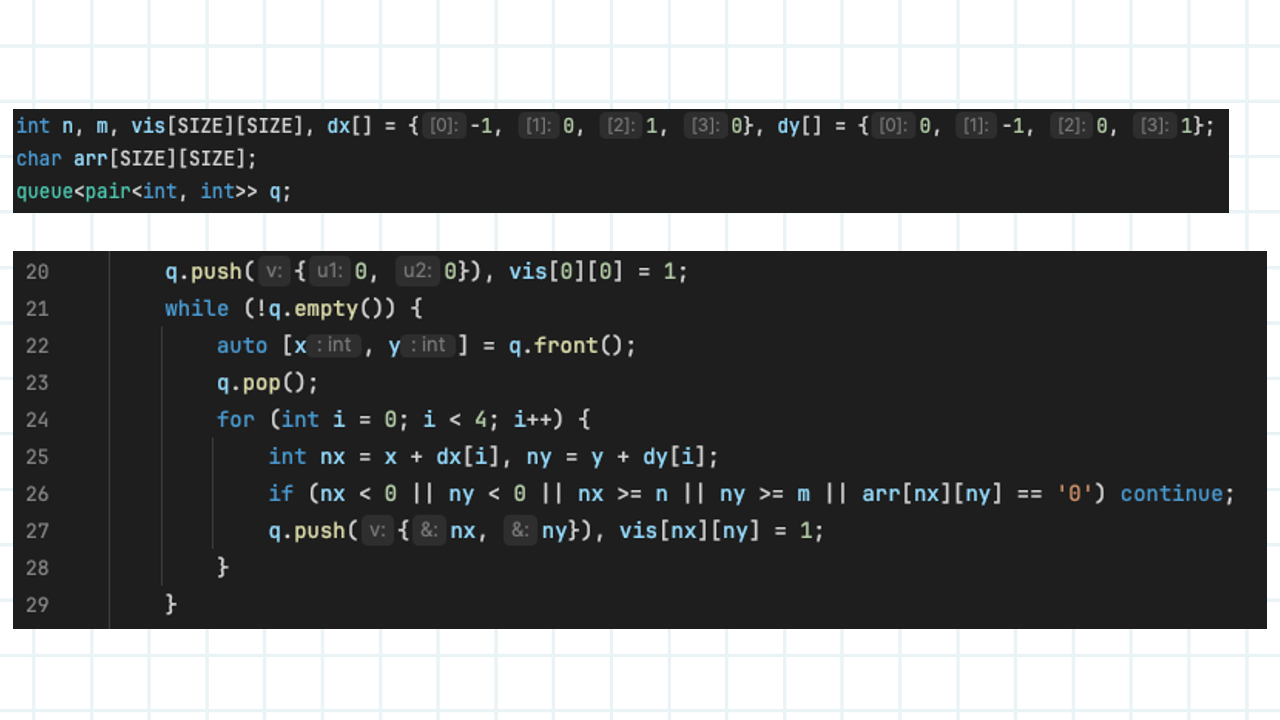 int n, m, vis[SIZE][SIZE], dx[] = {[0]: -1, [1]: 0, [2]: 1, [3]: 0}, dy[] = {[0]: 0, [1]: -1, [2]: 0, [3]: 1};
char arr[SIZE][SIZE];
queue<pair<int, int>> q;
20 q.push(v: {u1: 0, u2: 0}), vis[0][0] = 1;
21 while (!q.empty()) {
22 auto [x: int, y: int] = q.front();
23 q.pop();
24 for (int i = 0; i < 4; i++) {
25 int nx = x + dx[i], ny = y + dy[i];
26 if (nx < 0 || ny < 0 || nx >= n || ny >= m || arr[nx][ny] == '0') continue;
27 q.push(v: {&: nx, &: ny}), vis[nx][ny] = 1;
28 }
29 }